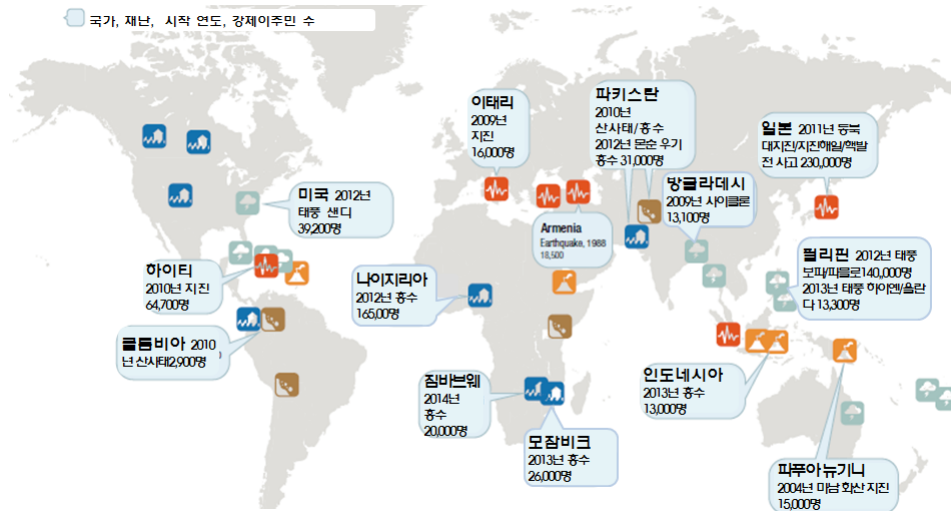 국가, 재난, 시작 연도, 강제이주민 수
이태리
2009년
지진
16,000명
파키스탄
2010년
산사태/홍수
2012년 몬순 우기
홍수 31,000명
일본 2011년 동북
대지진/지진해일/핵발
전 사고 230,000명
미국 2012년
태풍 샌디
39,200명
방글라데시
2009년 사이클론
13,100명
Armenia
Earthquake, 1988
18,500
필리핀 2012년 태풍
보파/파블로140,000명
2013년 태풍 하이옌/욜란
다 13,300명
하이티
2010년 지진
64,700명
나이지리아
2012년 홍수
165,00명
콜롬비아 2010
년 산사태2,900명
짐바브웨
2014년
홍수
20,000명
인도네시아
2013년 홍수
13,000명
모잠비크
2013년 홍수
26,000명
파푸아뉴기니
2004년 마남 화산 지진
15,000명